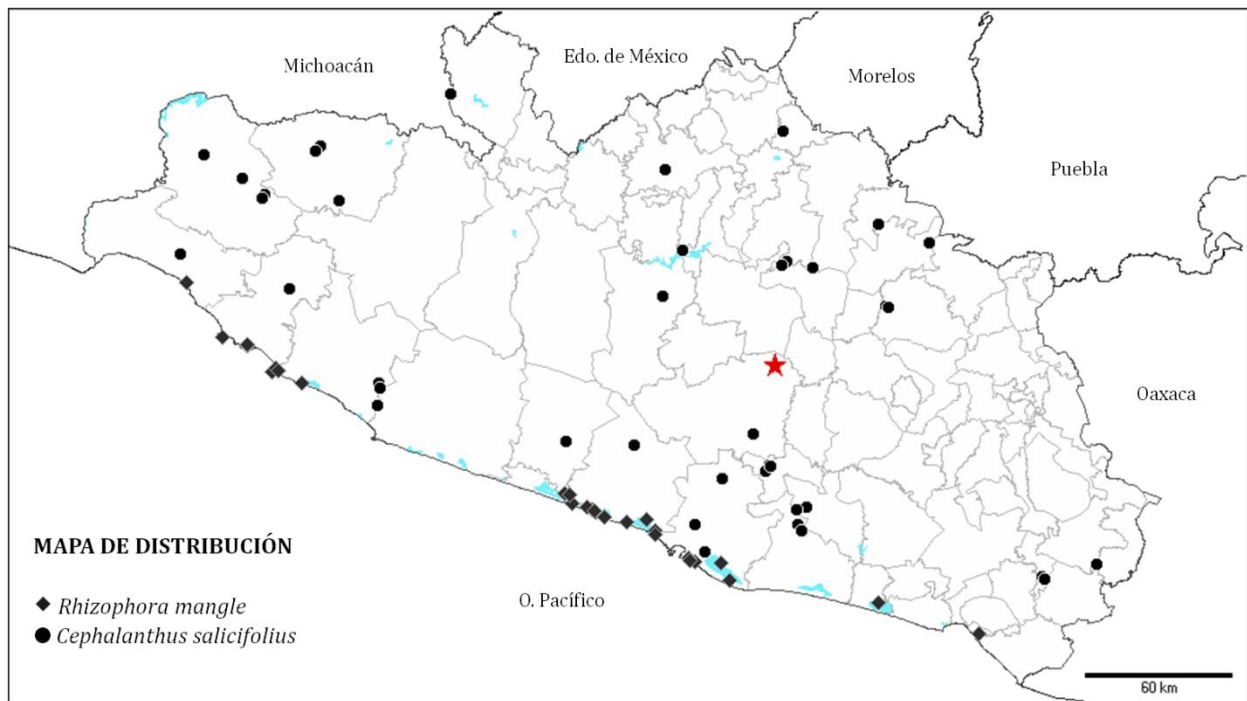 Edo. de México
Michoacán
Morelos
Puebla
Oaxaca
MAPA DE DISTRIBUCIÓN
Rhizophora mangle
Cephalanthus salicifolius
O. Pacífico
60 km